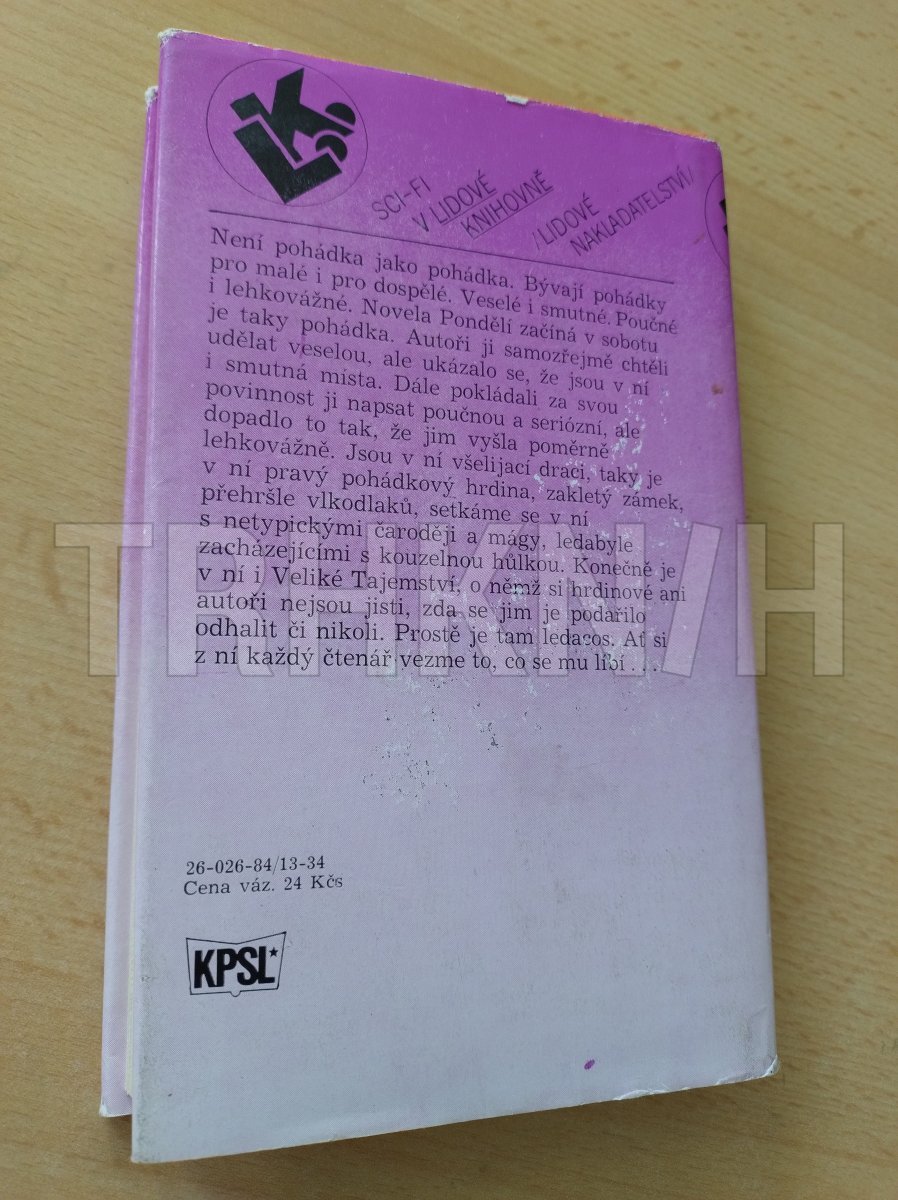 LK
SCI-FI
V LIDOVÉ
KNIHOVNĚ
/LIDOVÉ
NAKLADATELSTVÍ/
Není pohádka jako pohádka. Bývají pohádky
pro malé i pro dospělé. Veselé i smutné. Poučné
i lehkovážné. Novela Pondělí začíná v sobotu
je taky pohádka. Autoři ji samozřejmě chtěli
udělat veselou, ale ukázalo se, že jsou v ní
i smutná místa. Dále pokládali za svou
povinnost ji napsat poučnou a seriózní, ale
dopadlo to tak, že jim vyšla poměrně
lehkovážně. Jsou v ní všelijací draci, taky je
v ní pravý pohádkový hrdina, zakletý zámek,
přehršle vlkodlaků, setkáme se v ní
s netypickými čaroději a mágy, ledabyle
zacházejícími s kouzelnou hůlkou. Konečně je
v ní i Veliké Tajemství, o němž si hrdinové ani
autoři nejsou jisti, zda se jim je podařilo
odhalit či nikoli. Prostě je tam ledacos. Ať si
z ní každý čtenář vezme to, co se mu líbí . . .
26-026-84/13-34
Cena váz. 24 Kčs
KPSL
TRHKNIH